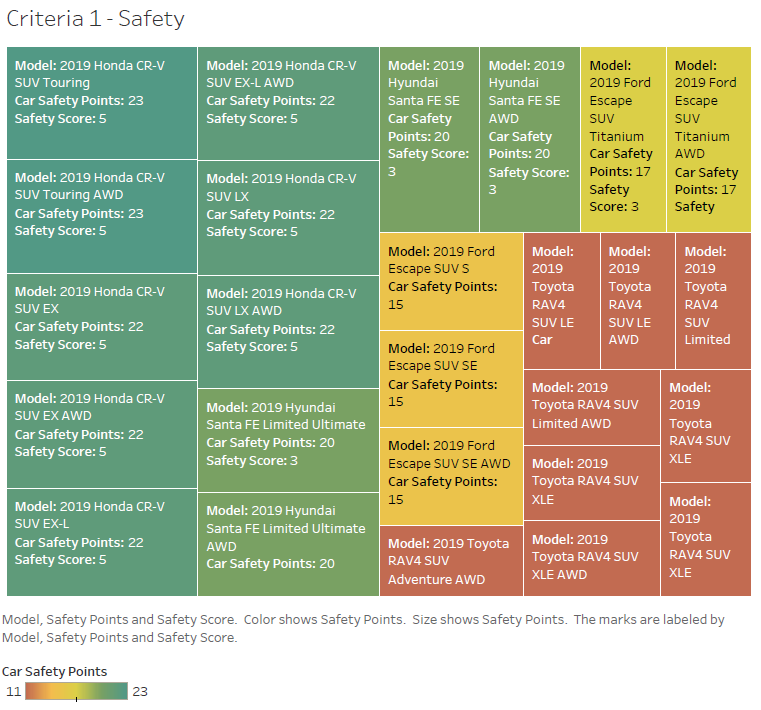 Criteria 1 - Safety
Model: 2019 Honda CR-V
SUV Touring
Car Safety Points: 23
Safety Score: 5
Model: 2019 Honda CR-V
SUV Touring AWD
Car Safety Points: 23
Safety Score: 5
Model: 2019 Honda CR-V
SUV EX
Car Safety Points: 22
Safety Score: 5
Model: 2019 Honda CR-V
SUV EX AWD
Car Safety Points: 22
Safety Score: 5
Model: 2019 Honda CR-V
SUV EX-L
Car Safety Points: 22
Safety Score: 5
Model: 2019 Honda CR-V
SUV EX-L AWD
Car Safety Points: 22
Safety Score: 5
Model: 2019 Honda CR-V
SUV LX
Car Safety Points: 22
Safety Score: 5
Model: 2019 Honda CR-V
SUV LX AWD
Car Safety Points: 22
Safety Score: 5
Model: 2019 Hyundai
Santa FE Limited Ultimate
Car Safety Points: 20
Safety Score: 3
Model: 2019 Hyundai
Santa FE Limited Ultimate
AWD
Car Safety Points: 20
Model: 2019
Hyundai
Santa FE SE
Car Safety
Points: 20
Safety Score:
3
Model: 2019
Hyundai
Santa FE SE
AWD
Car Safety
Points: 20
Safety Score:
3
Model:
2019 Ford
Escape
SUV
Titanium
Car Safety
Points: 17
Safety
Score: 3
Model:
2019 Ford
Escape
SUV
Titanium
AWD
Car Safety
Points: 17
Safety
Model: 2019 Ford
Escape SUV S
Car Safety Points:
15
Model: 2019 Ford
Escape SUV SE
Car Safety Points:
15
Model: 2019 Ford
Escape SUV SE AWD
Car Safety Points:
15
Model: 2019 Toyota
RAV4 SUV
Adventure AWD
Model:
2019
Toyota
RAV4
SUV LE
Car
Model:
2019
Toyota
RAV4
SUV LE
AWD
Model:
2019
Toyota
RAV4
SUV
Limited
Model: 2019
Toyota RAV4 SUV
Limited AWD
Model: 2019
Toyota RAV4 SUV
XLE
Model: 2019
Toyota RAV4 SUV
XLE AWD
Model:
2019
Toyota
RAV4 SUV
XLE
Model:
2019
Toyota
RAV4 SUV
XLE
Model, Safety Points and Safety Score. Color shows Safety Points. Size shows Safety Points. The marks are labeled by
Model, Safety Points and Safety Score.
Car Safety Points
11 23